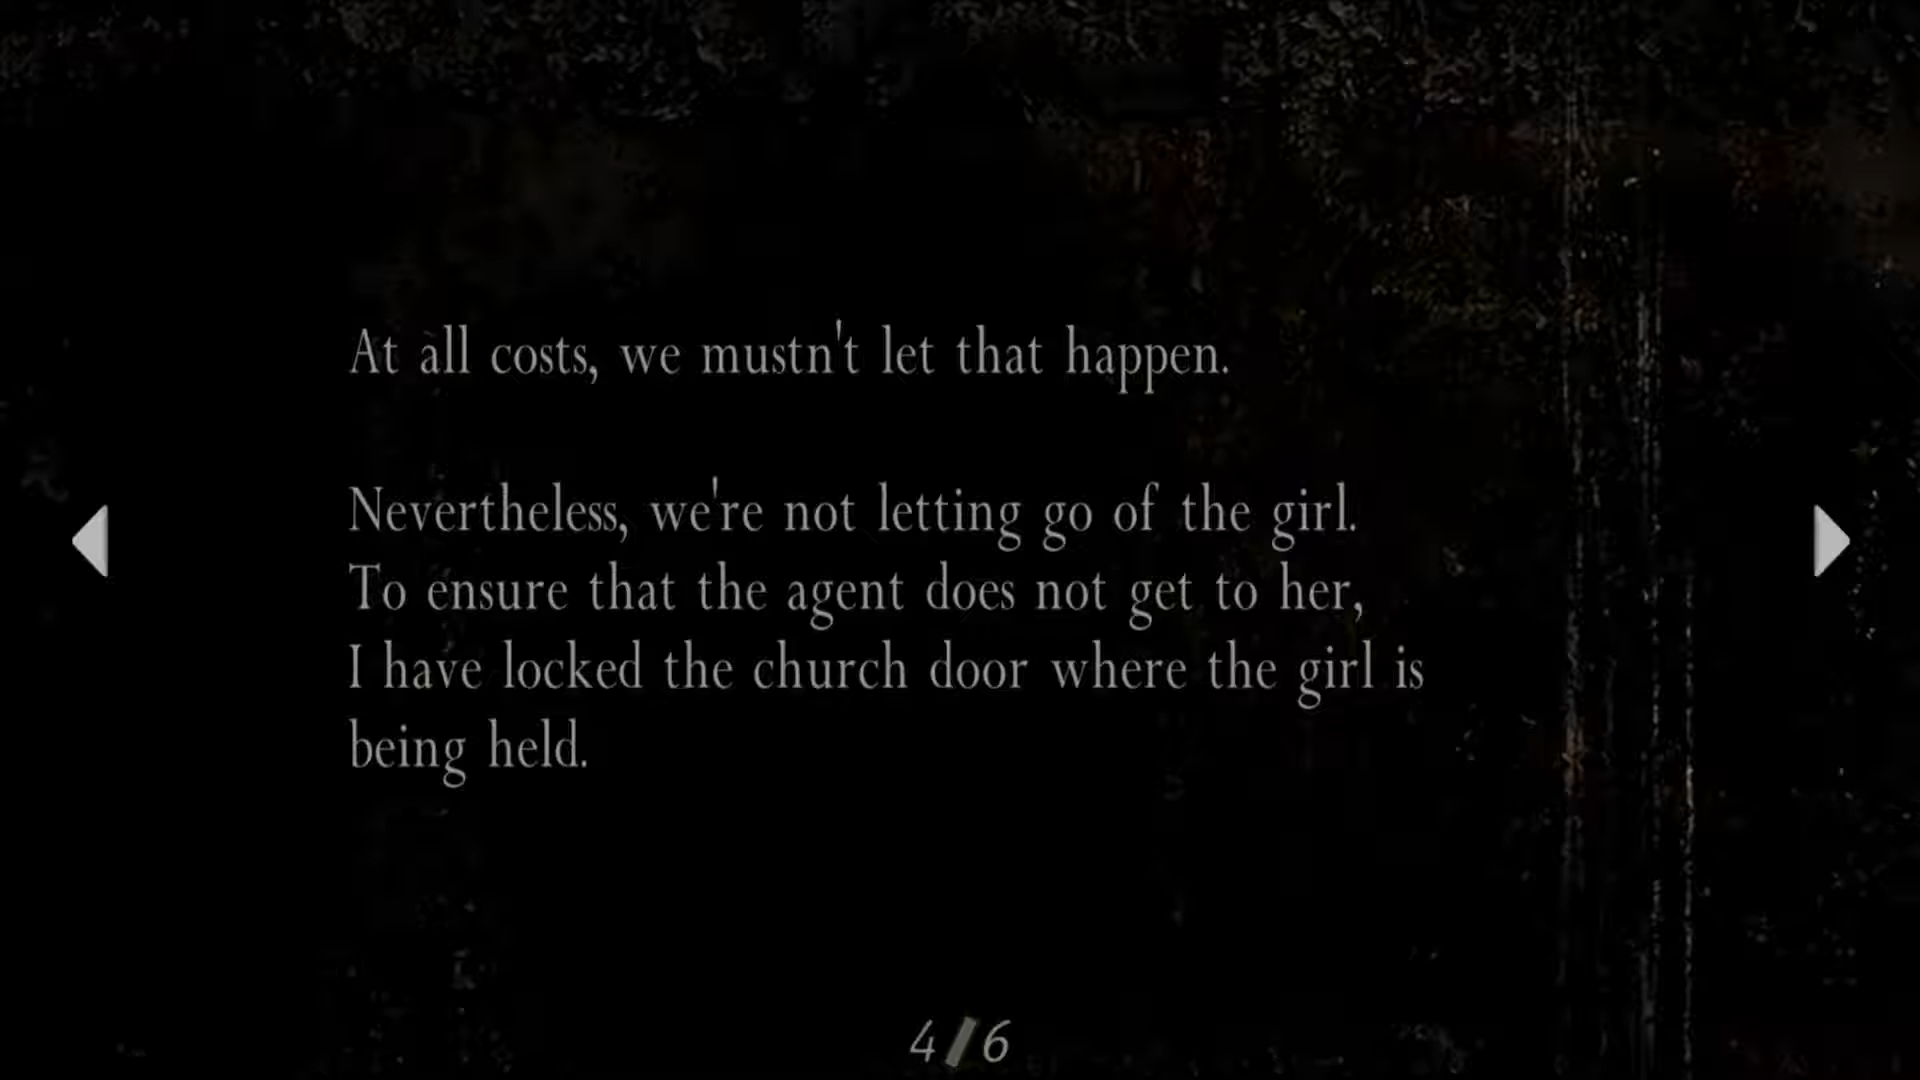 At all costs, we mustn't let that happen.
Nevertheless, we're not letting go of the girl.
To ensure that the agent does not get to her,
I have locked the church door where the girl is
being held.
4/6